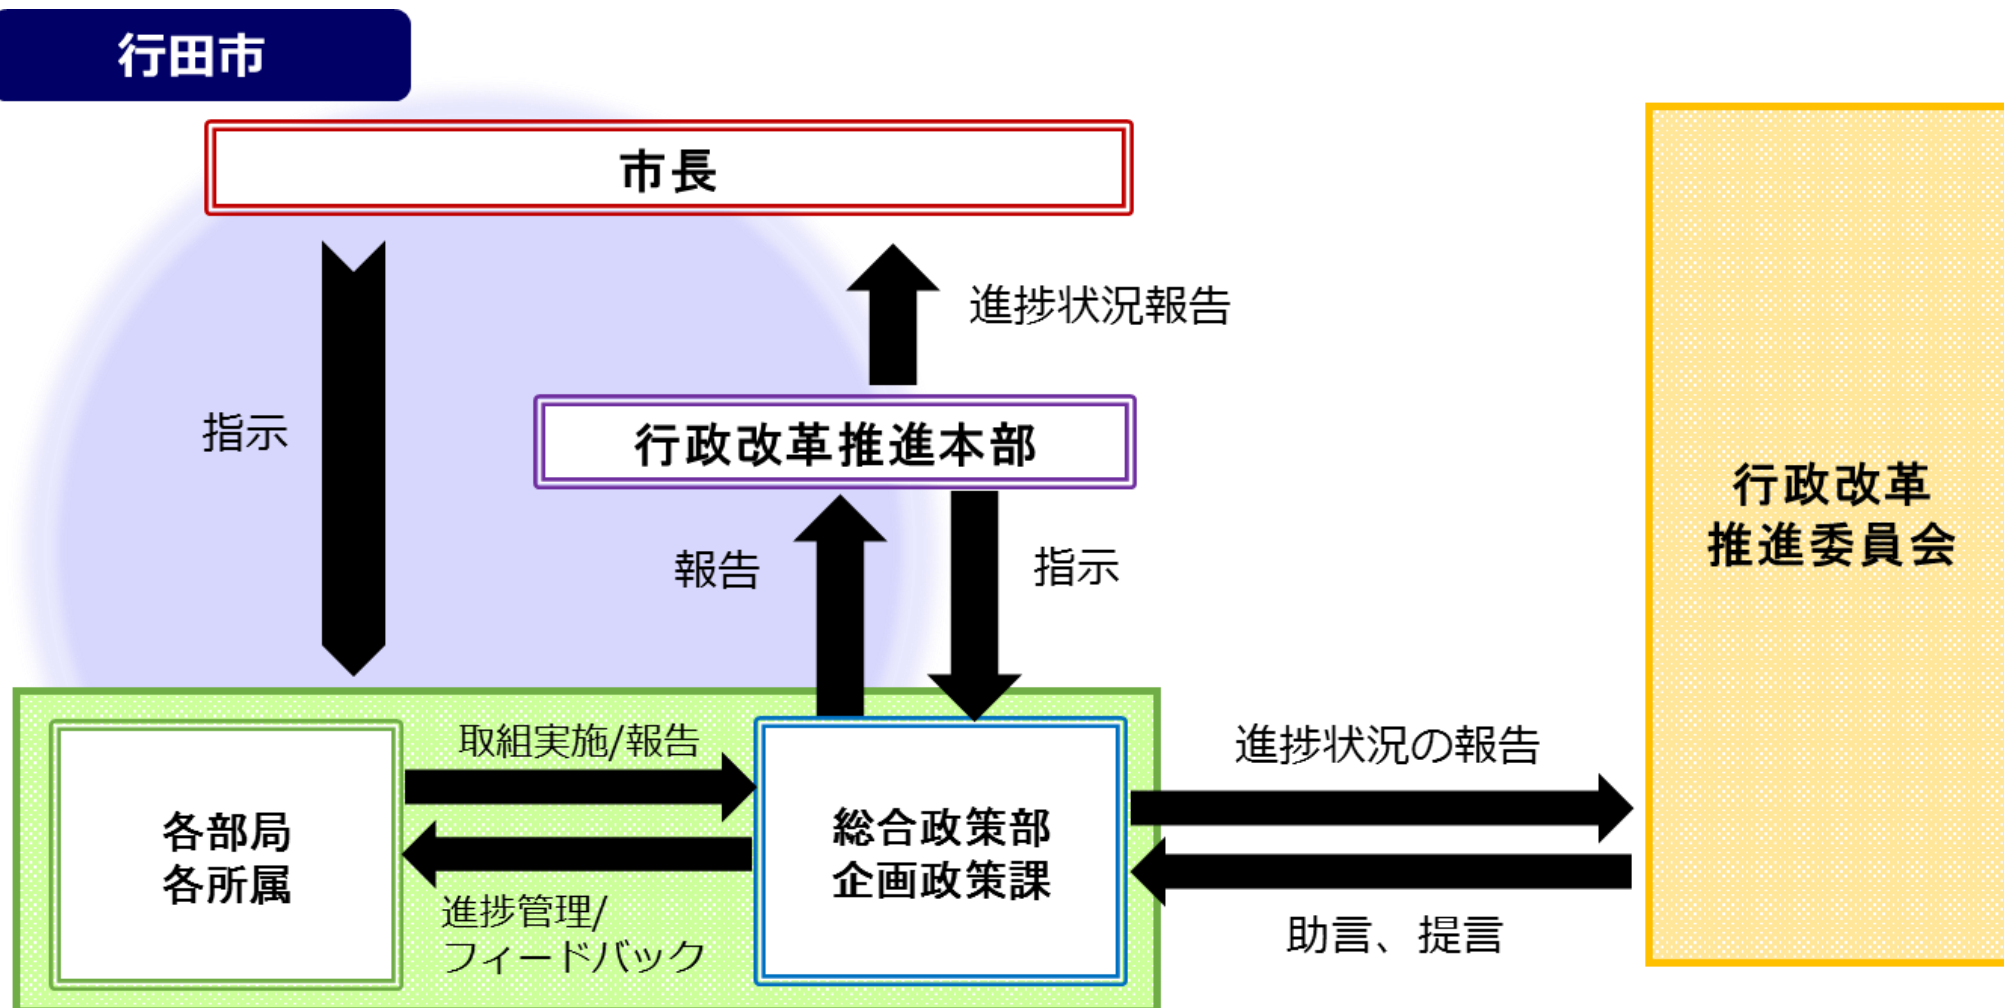 行田市
市長
進捗状況報告
指示
行政改革推進本部
報告
指示
行政改革
推進委員会
取組実施/報告
進捗状況の報告
各部局
各所属
総合政策部
企画政策課
進捗管理/
フィードバック
助言、提言